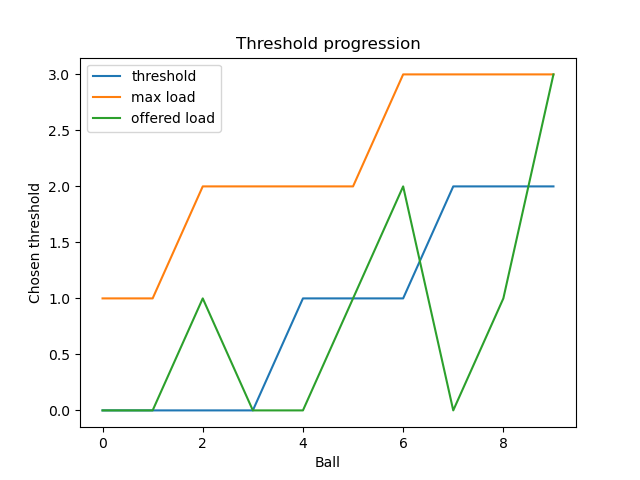 Threshold progression
threshold
max load
offered load
Chosen threshold
3.0
2.5
2.0
1.5
1.0
0.5
0.0
0 2 4 6 8
Ball